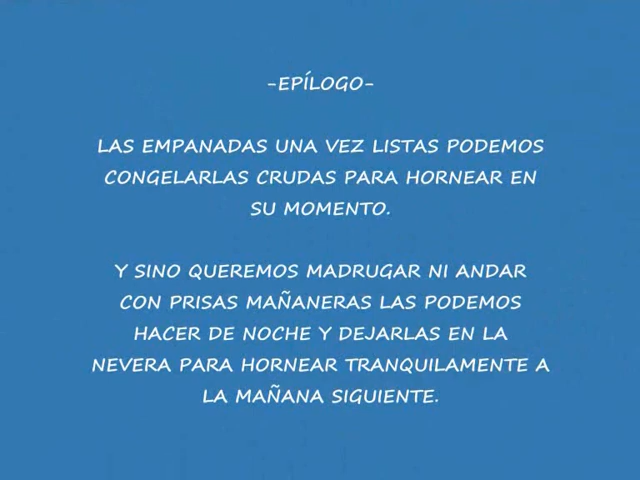 -EPÍLOGO-
LAS EMPANADAS UNA VEZ LISTAS PODEMOS
CONGELARLAS CRUDAS PARA HORNEAR EN
SU MOMENTO.
Y SINO QUEREMOS MADRUGAR NI ANDAR
CON PRISAS MAÑANERAS LAS PODEMOS
HACER DE NOCHE Y DEJARLAS EN LA
NEVERA PARA HORNEAR TRANQUILAMENTE A
LA MAÑANA SIGUIENTE.